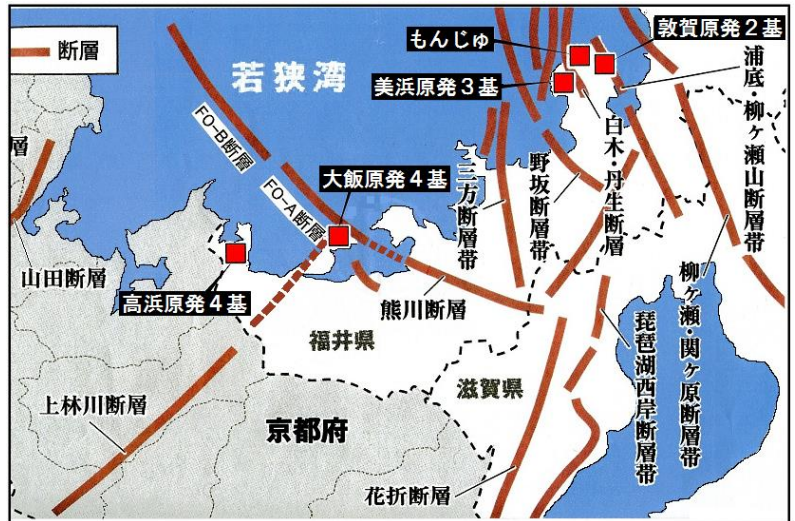 断層
若狭湾
もんじゅ
敦賀原発2基
美浜原発3基
浦底・柳ヶ瀬山断層帯
白木・丹生断層
野坂断層帯
三方断層帯
FO-B断層
FO-A断層
大飯原発4基
層
山田断層
高浜原発4基
熊川断層
福井県
滋賀県
柳ヶ瀬・関ヶ原断層帯
琵琶湖西岸断層帯
上林川断層
京都府
花折断層